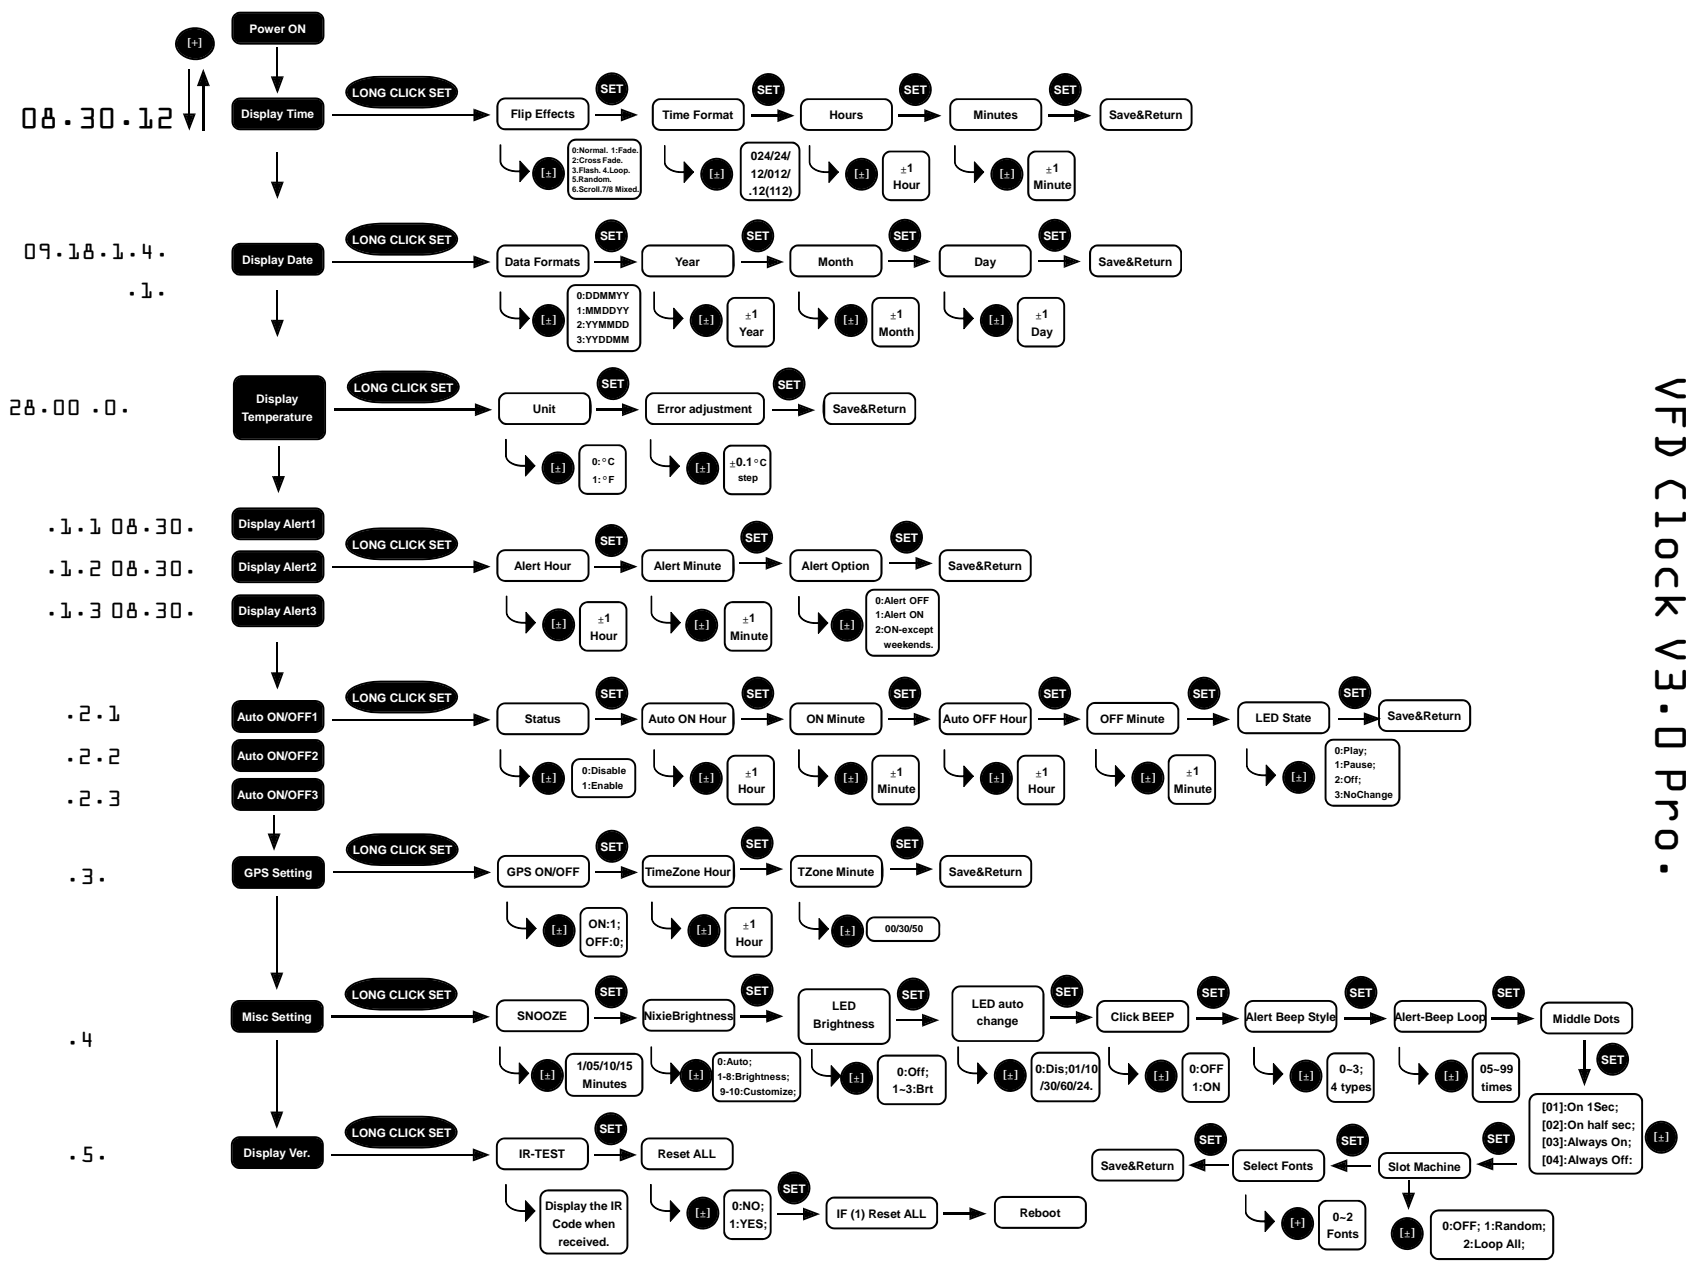 Power ON
[+]
08.30.12
Display Time
LONG CLICK SET
Flip Effects
SET
Time Format
SET
Hours
SET
Minutes
SET
Save&Return
[±]
0:Normal. 1:Fade.
2:Cross Fade.
3.Flash. 4.Loop.
5.Random.
6.Scroll.7/8 Mixed.
[±]
024/24/
12/012/
.12(112)
[±]
±1
Hour
[±]
±1
Minute
09.18.1.4.
.1.
Display Date
LONG CLICK SET
Data Formats
SET
Year
SET
Month
SET
Day
SET
Save&Return
[±]
0:DDMMYY
1:MMDDYY
2:YYMMDD
3:YYDDMM
[±]
±1
Year
[±]
±1
Month
[±]
±1
Day
28.00 .0.
Display
Temperature
LONG CLICK SET
Unit
SET
Error adjustment
SET
Save&Return
[±]
0:°C
1:°F
[±]
±0.1°C
step
.1.1 08.30.
Display Alert1
.1.2 08.30.
Display Alert2
.1.3 08.30.
Display Alert3
LONG CLICK SET
Alert Hour
SET
Alert Minute
SET
Alert Option
SET
Save&Return
[±]
±1
Hour
[±]
±1
Minute
[±]
0:Alert OFF
1:Alert ON
2:ON-except
weekends.
.2.1
Auto ON/OFF1
.2.2
Auto ON/OFF2
.2.3
Auto ON/OFF3
LONG CLICK SET
Status
SET
Auto ON Hour
SET
ON Minute
SET
Auto OFF Hour
SET
OFF Minute
SET
LED State
SET
Save&Return
[±]
0:Disable
1:Enable
[±]
±1
Hour
[±]
±1
Minute
[±]
±1
Hour
[±]
±1
Minute
[±]
0:Play;
1:Pause;
2:Off;
3:NoChange
.3.
GPS Setting
LONG CLICK SET
GPS ON/OFF
SET
TimeZone Hour
SET
TZone Minute
SET
Save&Return
[±]
ON:1;
OFF:0;
[±]
±1
Hour
[±]
00/30/50
.4
Misc Setting
LONG CLICK SET
SNOOZE
SET
NixieBrightness
SET
LED
Brightness
SET
LED auto
change
SET
Click BEEP
SET
Alert Beep Style
SET
Alert-Beep Loop
SET
Middle Dots
SET
[±]
1/05/10/15
Minutes
[±]
0:Auto;
1-8:Brightness;
9-10:Customize;
[±]
0:Off;
1~3:Brt
[±]
0:Dis;01/10
/30/60/24.
[±]
0:OFF
1:ON
[±]
0~3;
4 types
[±]
05~99
times
[01]:On 1Sec;
[02]:On half sec;
[03]:Always On;
[04]:Always Off:
[±]
SET
Slot Machine
SET
Select Fonts
SET
Save&Return
[±]
0:OFF; 1:Random;
2:Loop All;
[+]
0~2
Fonts
.5.
Display Ver.
LONG CLICK SET
IR-TEST
SET
Reset ALL
Display the IR
Code when
received.
[±]
0:NO;
1:YES;
SET
IF (1) Reset ALL
Reboot
VFD Clock V3.0 Pro.